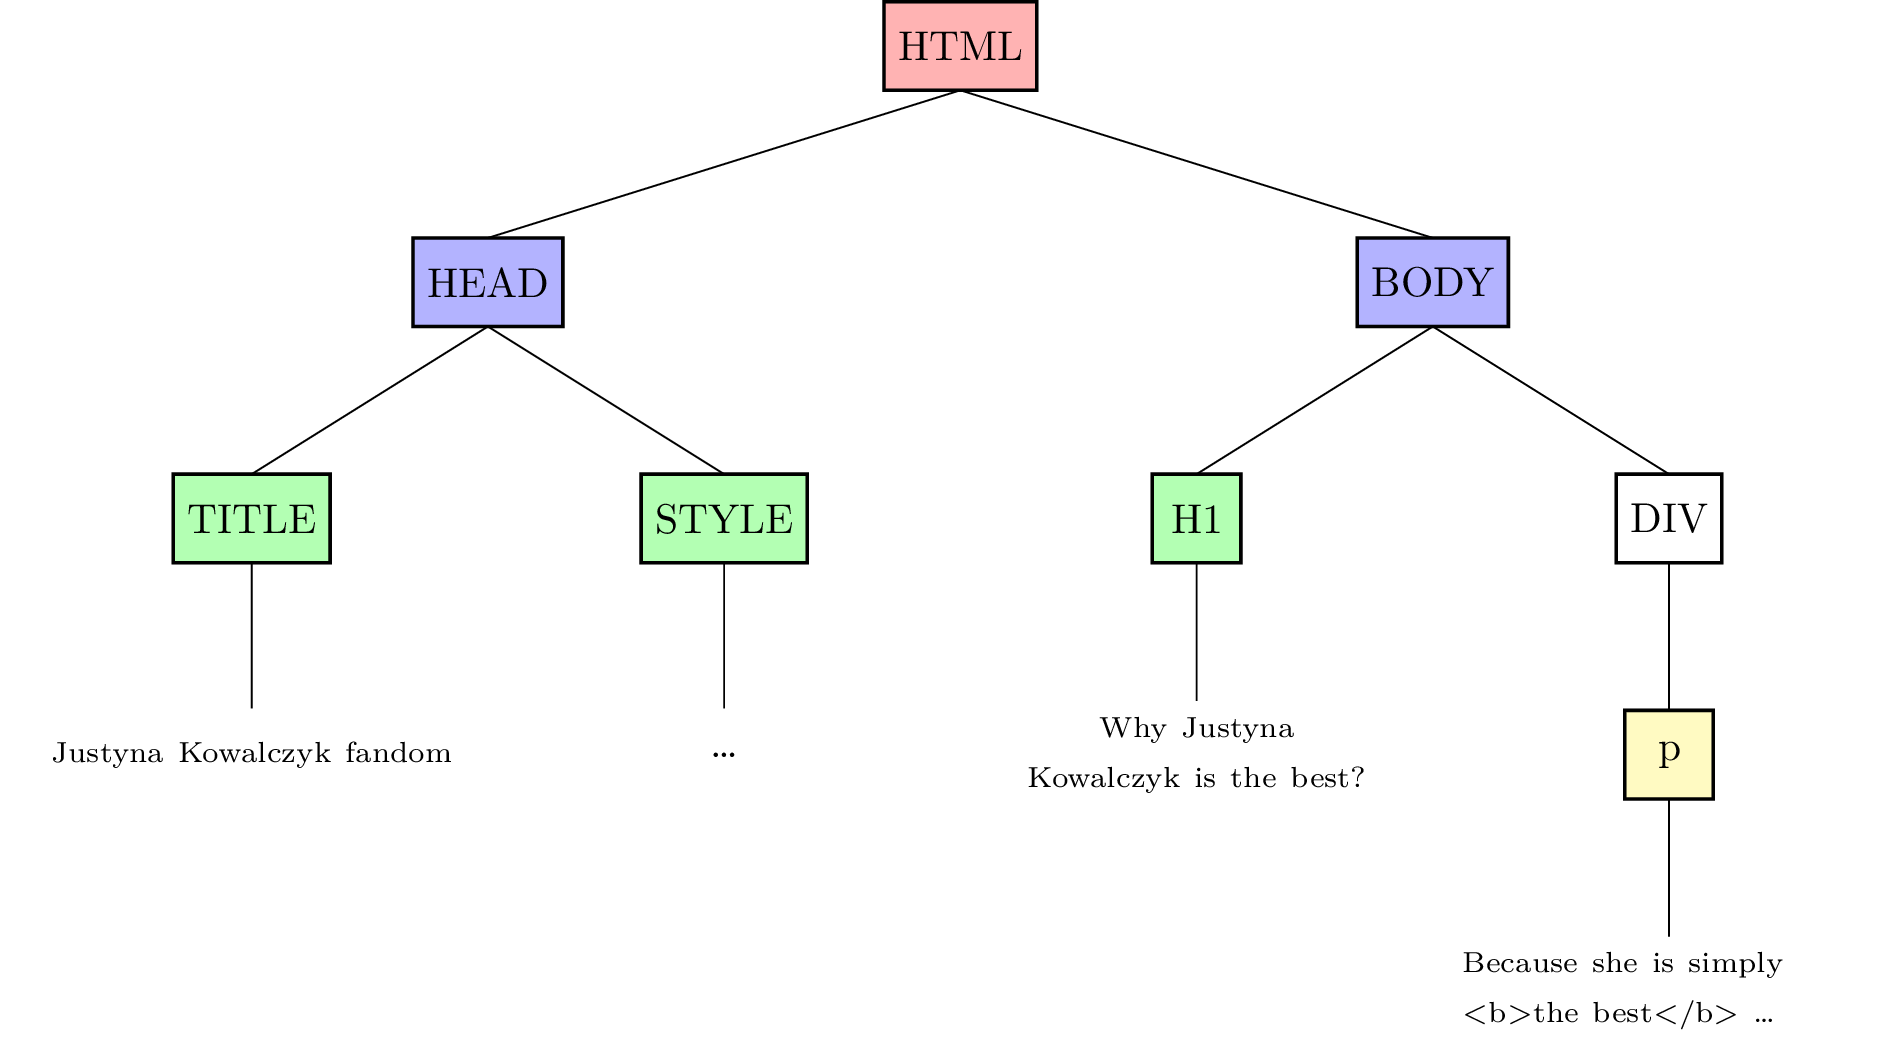 HTML
HEAD
BODY
TITLE
STYLE
H1
DIV
Justyna Kowalczyk fandom
...
Why Justyna
Kowalczyk is the best?
p
Because she is simply
<b>the best</b> ...